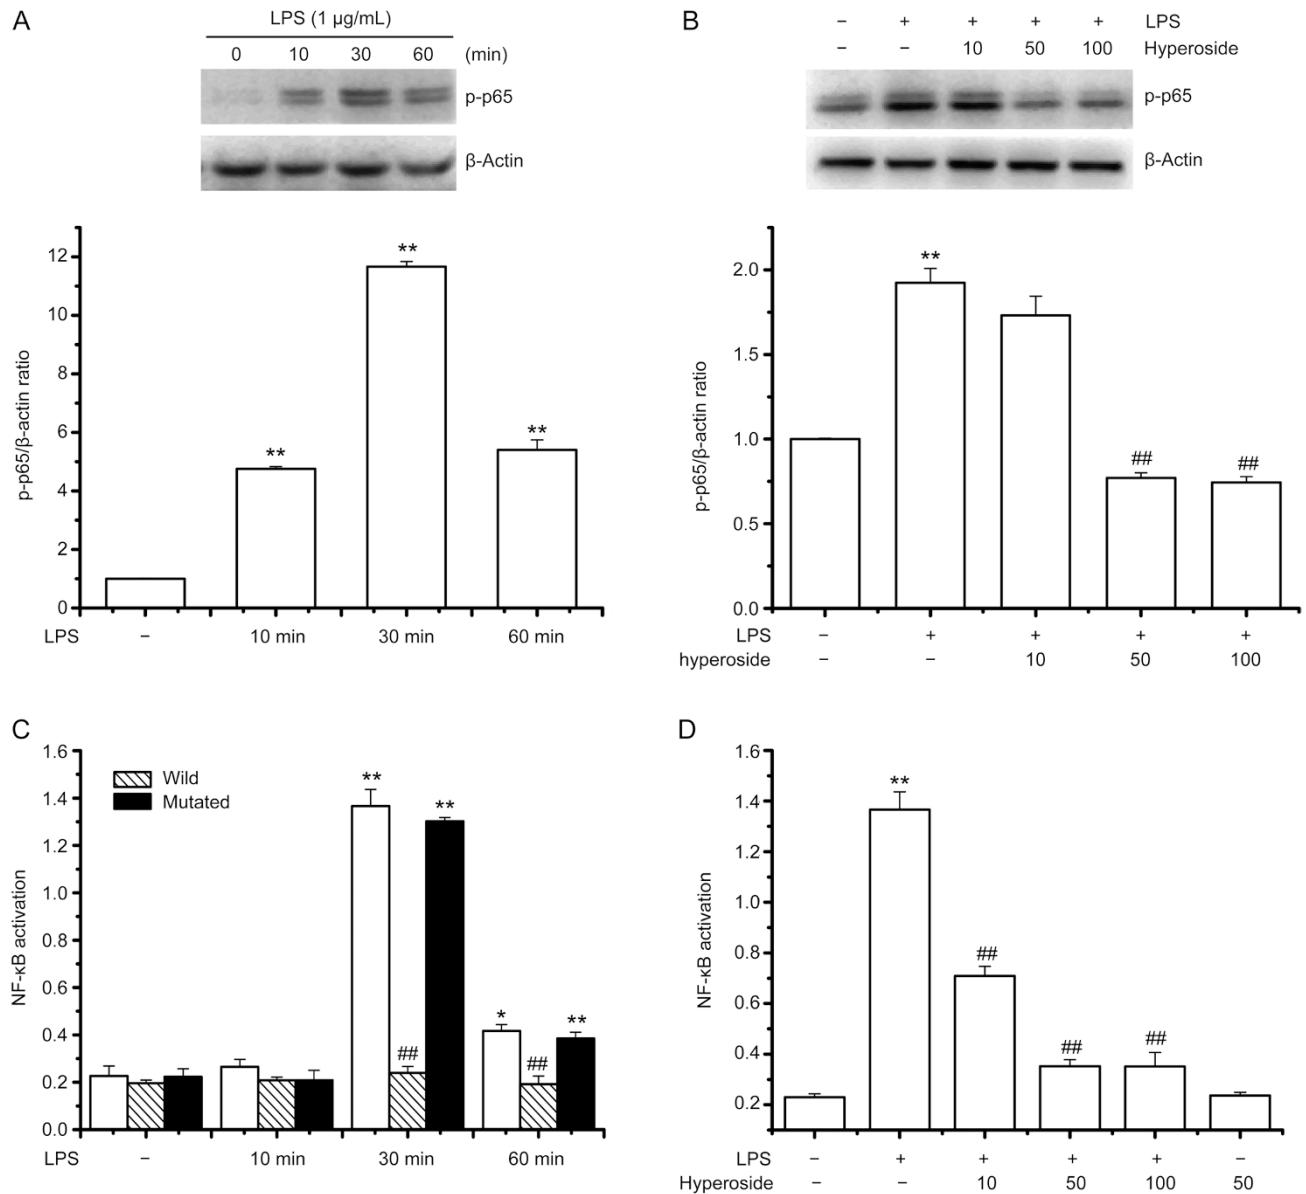 A
LPS (1 µg/mL)
0 10 30 60 (min)
p-p65
β-Actin
12
**
10
8
6
4
2
0
**
**
p-p65/β-actin ratio
LPS – 10 min 30 min 60 min
B
– + + + + LPS
– – 10 50 100 Hyperoside
p-p65
β-Actin
2.0
1.5
1.0
0.5
0.0
**
##
##
p-p65/β-actin ratio
LPS – + + + +
hyperoside – – 10 50 100
C
1.6
1.4
1.2
1.0
0.8
0.6
0.4
0.2
0.0
Wild
Mutated
**
**
##
*
##
**
NF-κB activation
LPS – 10 min 30 min 60 min
D
1.6
1.4
1.2
1.0
0.8
0.6
0.4
0.2
**
##
##
##
NF-κB activation
LPS – + + + + –
Hyperoside – – 10 50 100 50